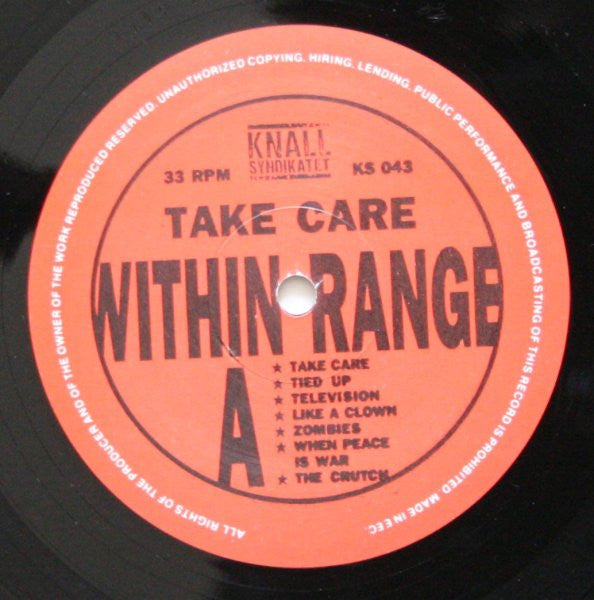 ALL RIGHTS OF THE PRODUCER AND OF THE OWNER OF THE WORK REPRODUCED RESERVED. UNAUTHORIZED COPYING. HIRING. LENDING. PUBLIC PERFORMANCE AND BROADCASTING OF THIS RECORD IS PROHIBITED MADE IN EEC.
KNALL
SYNDIKATET
33 RPM KS 043
TAKE CARE
WITHIN RANGE
A
★ TAKE CARE
★ TIED UP
★ TELEVISION
★ LIKE A CLOWN
★ ZOMBIES
★ WHEN PEACE
IS WAR
★ THE CRUTCH